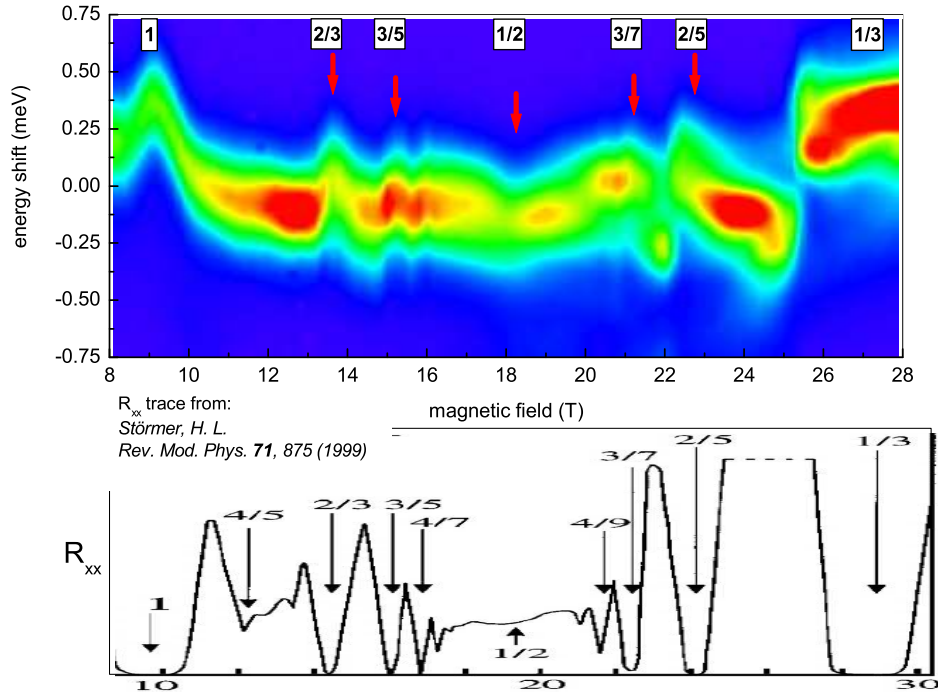 0.75
1 2/3 3/5 1/2 3/7 2/5 1/3
0.50
0.25
0.00
-0.25
-0.50
-0.75
energy shift (meV)
8 10 12 14 16 18 20 22 24 26 28
magnetic field (T)
Rxx trace from:
Störmer, H. L.
Rev. Mod. Phys. 71, 875 (1999)
2/5 1/3
3/7
2/3 3/5
4/5 4/7 4/9
Rxx
1
1/2
10 20 30